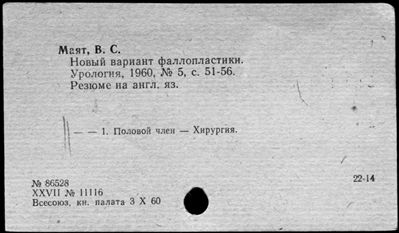 Маят, В. С.
Новый вариант фаллопластики.
Урология, 1960, № 5, с. 51-56.
Резюме на англ. яз.
— — 1. Половой член — Хирургия.
№ 86528
22-14
XXVII № 11116
Всесоюз. кн. палата 3 X 60